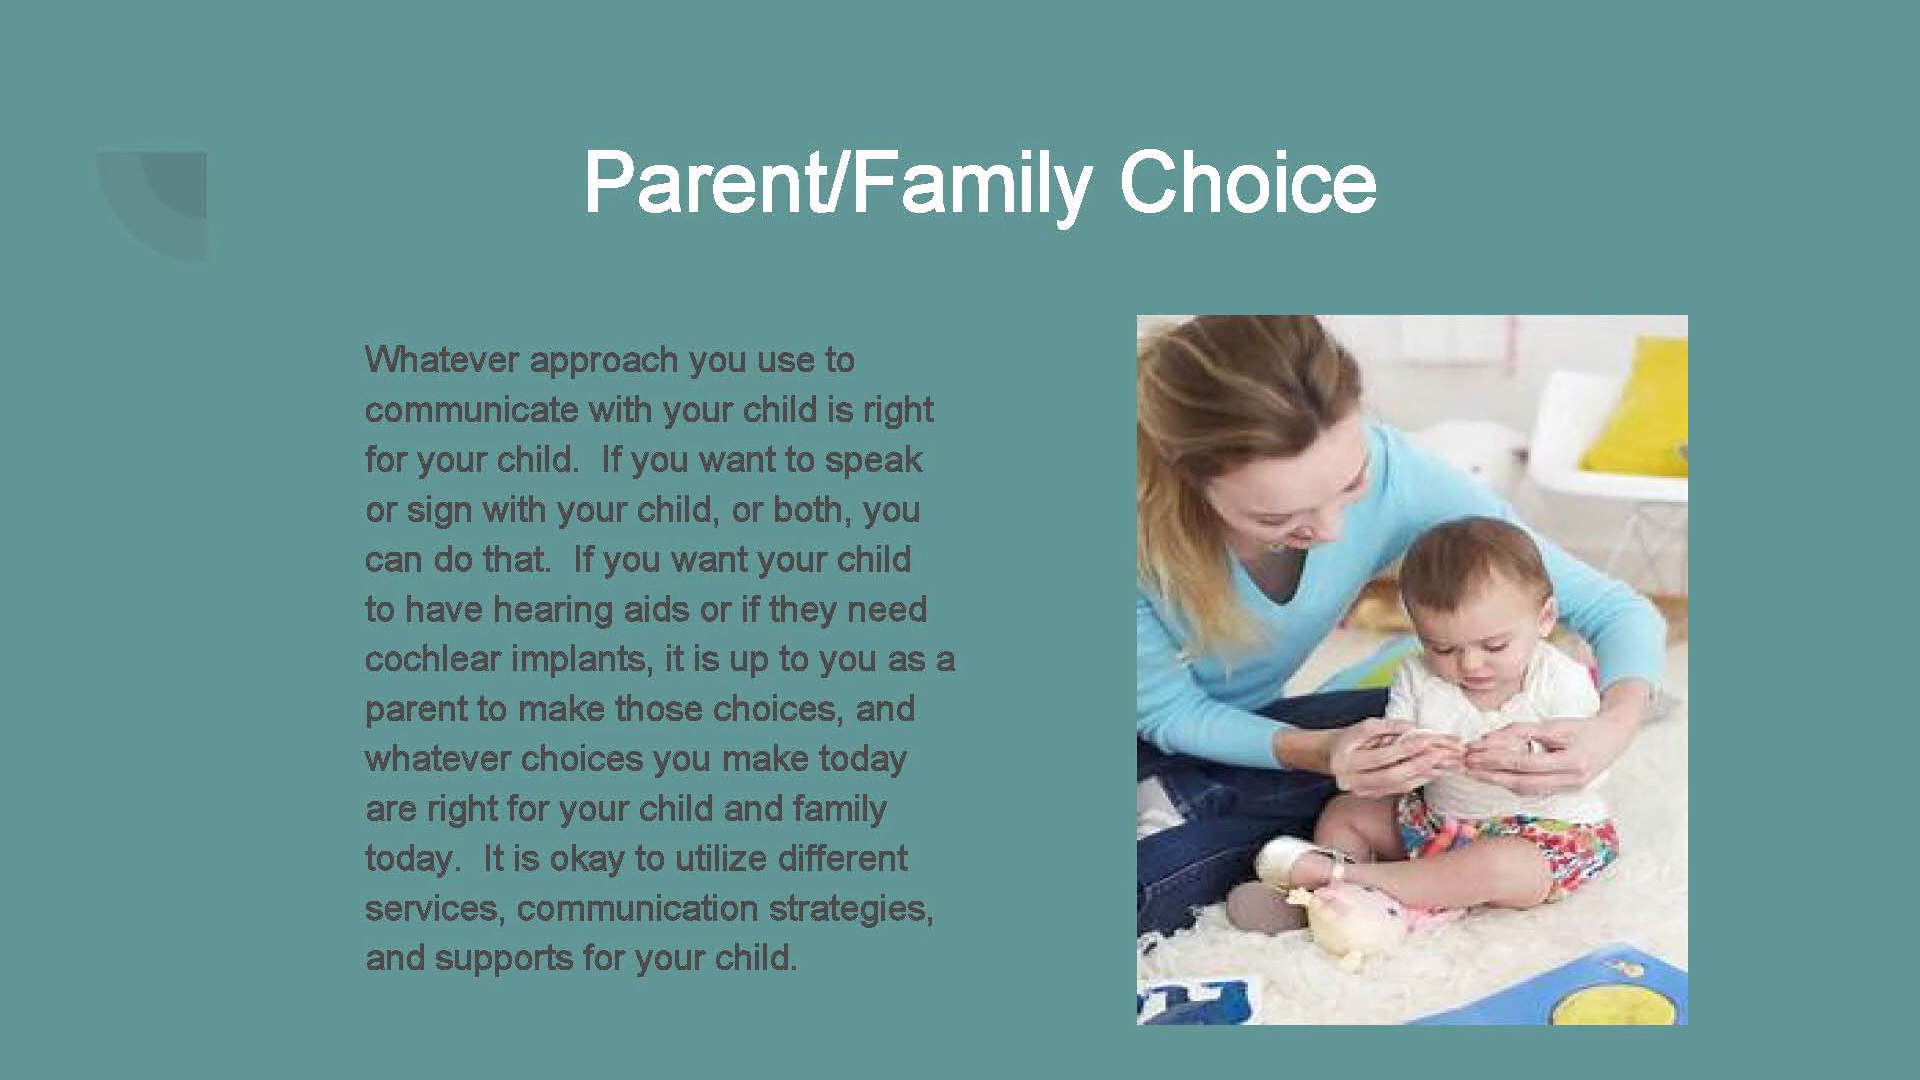 Parent/Family Choice
Whatever approach you use to
communicate with your child is right
for your child.  If you want to speak
or sign with your child, or both, you
can do that.  If you want your child
to have hearing aids or if they need
cochlear implants, it is up to you as a
parent to make those choices, and
whatever choices you make today
are right for your child and family
today.  It is okay to utilize different
services, communication strategies,
and supports for your child.